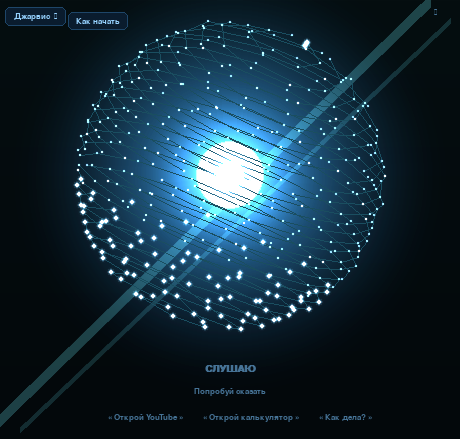 Джарвис
Как начать
СЛУШАЮ
Попробуй сказать
«Открой YouTube» «Открой калькулятор» «Как дела?»